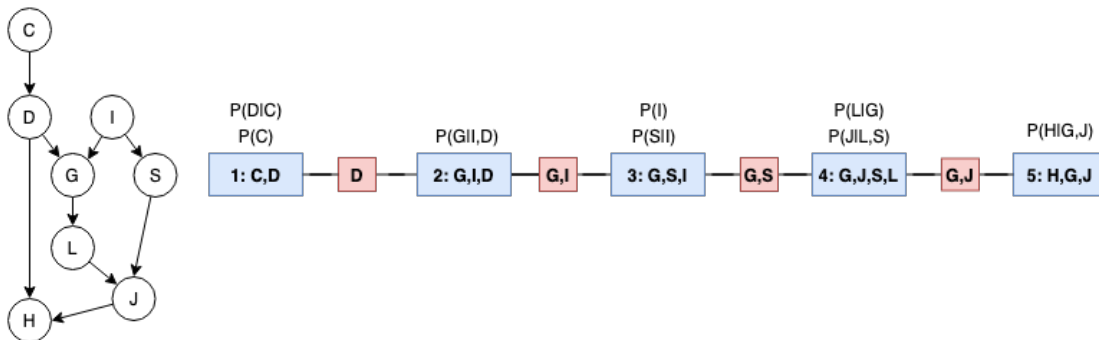 C
D
I
G
S
L
J
H
P(D|C)
P(C)
1: C,D
D
P(G|I,D)
2: G,I,D
G,I
P(I)
P(S|I)
3: G,S,I
G,S
P(L|G)
P(J|L,S)
4: G,J,S,L
G,J
P(H|G,J)
5: H,G,J